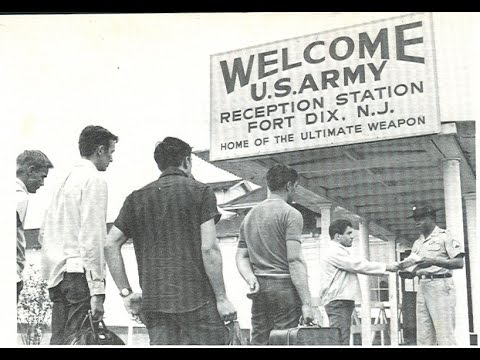 WELCOME
U.S. ARMY
RECEPTION STATION
FORT DIX. N.J.
HOME OF THE ULTIMATE WEAPON